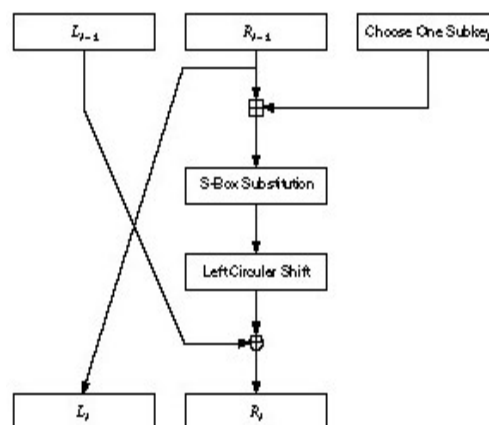 L_{i-1} R_{i-1} Choose One Subkey
S-Box Substitution
Left Circular Shift
L_i R_i